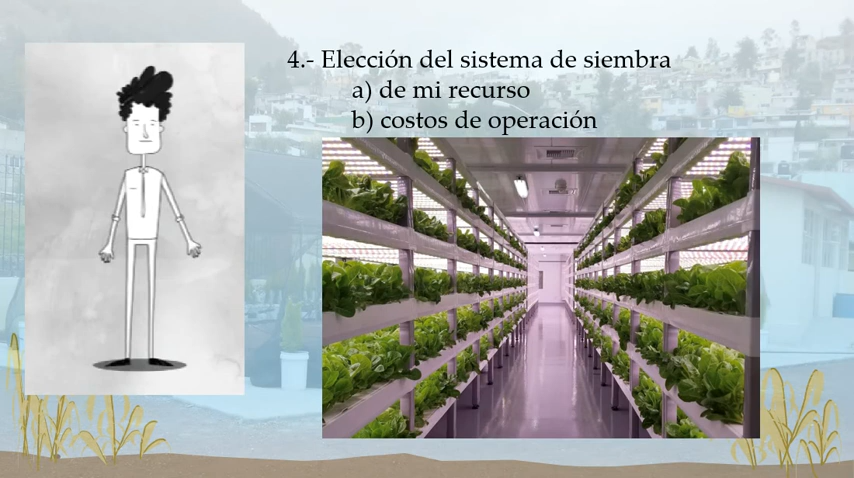 4.- Elección del sistema de siembra
a) de mi recurso
b) costos de operación